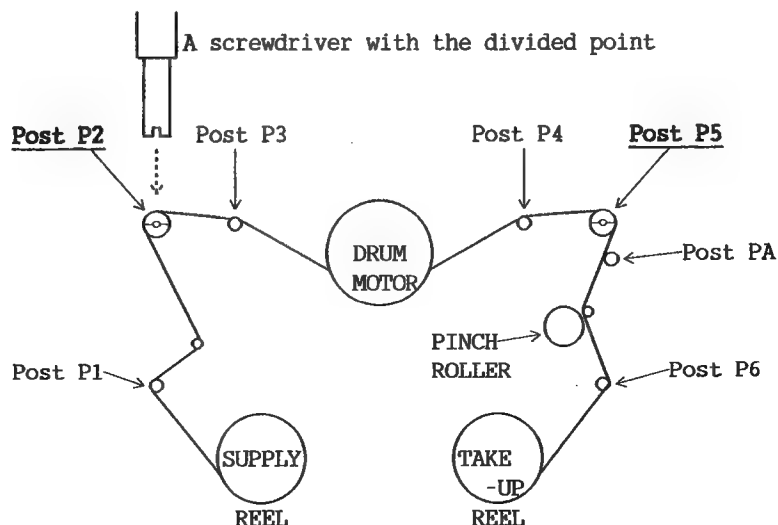 A screwdriver with the divided point
Post P2
Post P3
Post P4
Post P5
DRUM
MOTOR
Post PA
PINCH
ROLLER
Post P1
Post P6
SUPPLY
REEL
TAKE
-UP
REEL